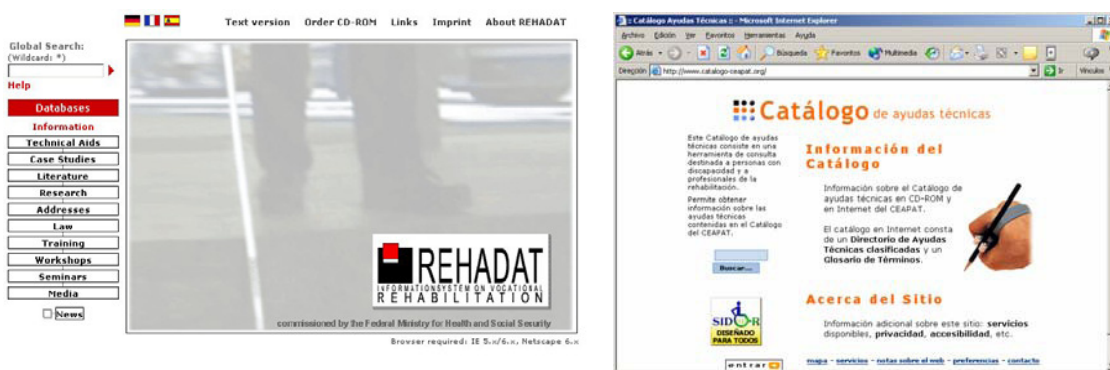 Text version Order CD-ROM Links Imprint About REHADAT
Global Search:
(Wildcard: *)
Help
Databases
Information
Technical Aids
Case Studies
Literature
Research
Addresses
Law
Training
Workshops
Seminars
Media
News
REHADAT
INFORMATIONSYSTEM ON VOCATIONAL
REHABILITATION
commissioned by the Federal Ministry for Health and Social Security
Browser required: IE 5.x/6.x, Netscape 6.x
:: Catálogo Ayudas Técnicas :: - Microsoft Internet Explorer
Archivo Edición Ver Favoritos Herramientas Ayuda
Atrás Búsqueda Favoritos Multimedia
Dirección http://www.catalogo-ceapat.org/ Ir Vínculos
Catálogo de ayudas técnicas
Este Catálogo de ayudas
técnicas consiste en una
herramienta de consulta
destinada a personas con
discapacidad y a
profesionales de la
rehabilitación.
Permite obtener
información sobre las
ayudas técnicas
contenidas en el Catálogo
del CEAPAT.
Buscar...
SIDOR
DISEÑADO
PARA TODOS
entrar
Información del
Catálogo
Información sobre el Catálogo de
ayudas técnicas en CD-ROM y
en Internet del CEAPAT.
El catálogo en Internet consta
de un Directorio de Ayudas
Técnicas clasificadas y un
Glosario de Términos.
Acerca del Sitio
Información adicional sobre este sitio: servicios
disponibles, privacidad, accesibilidad, etc.
mapa - servicios - notas sobre el web - preferencias - contacto